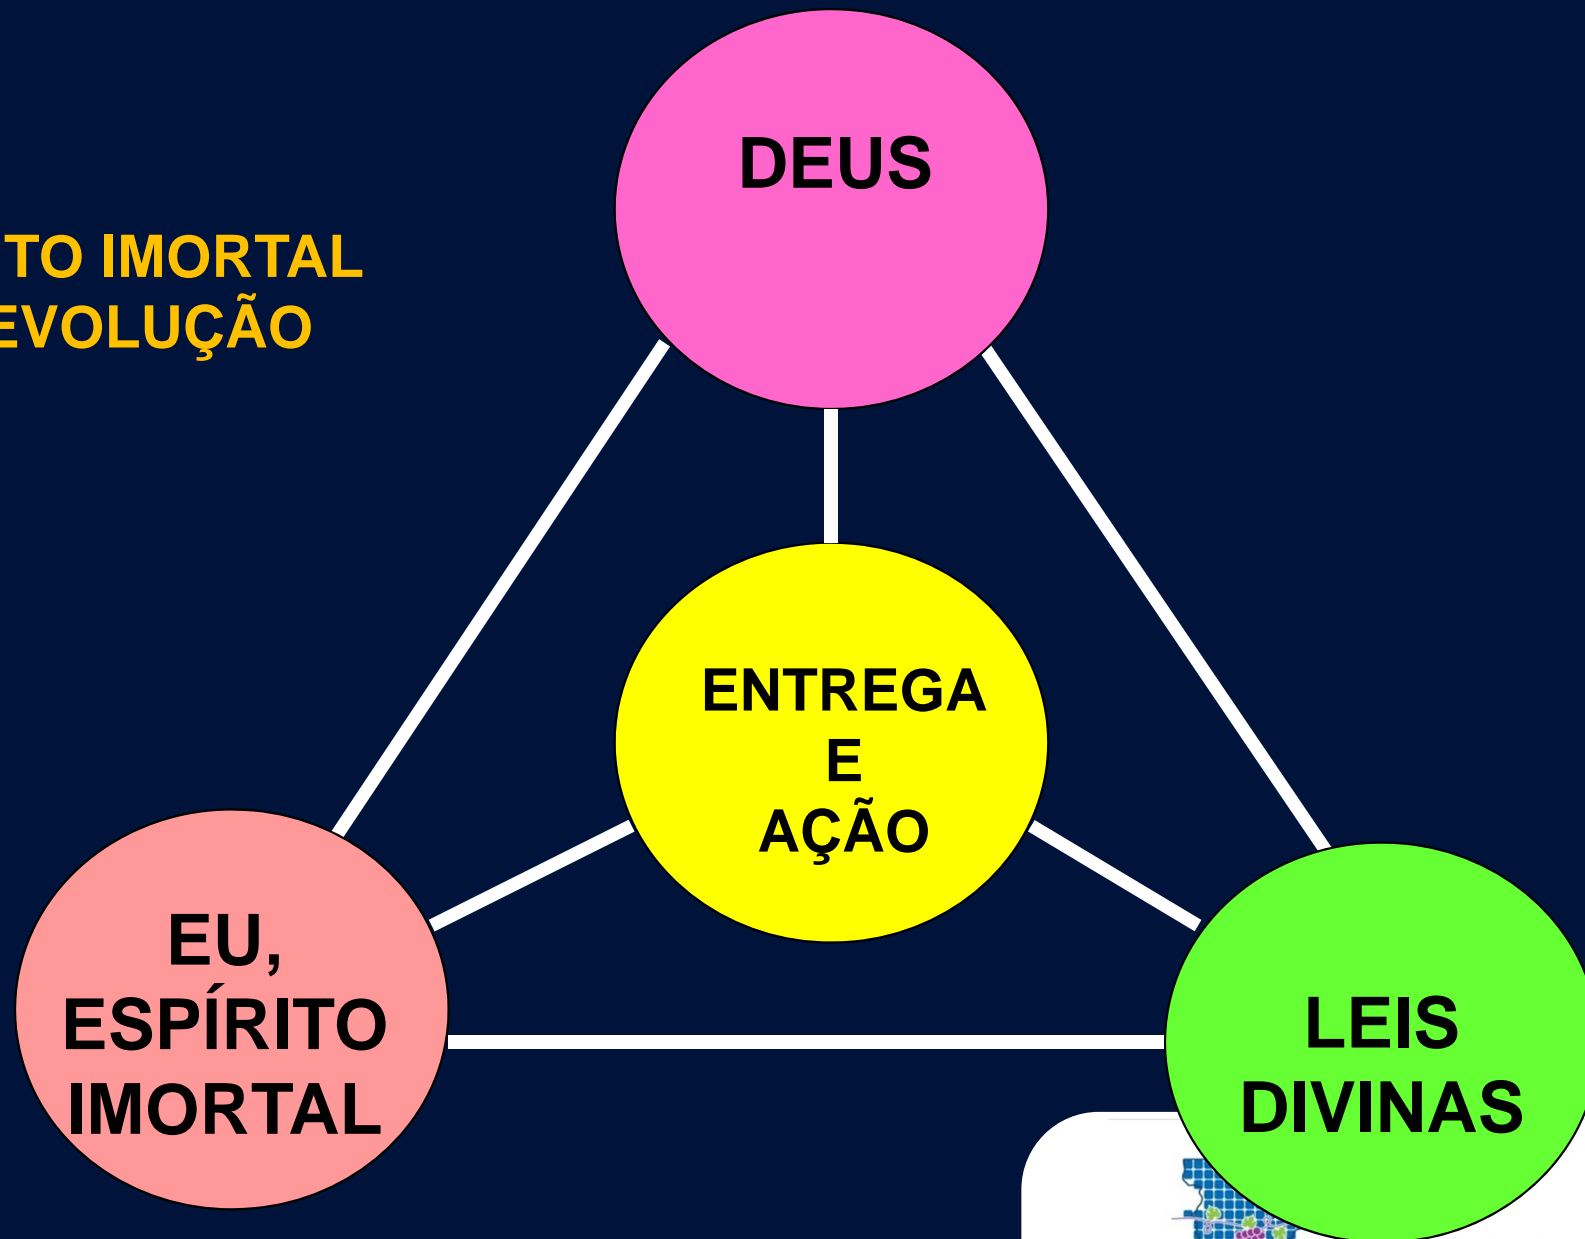 DEUS
TO IMORTAL
EVOLUÇÃO
ENTREGA
E
AÇÃO
EU,
ESPÍRITO
IMORTAL
LEIS
DIVINAS